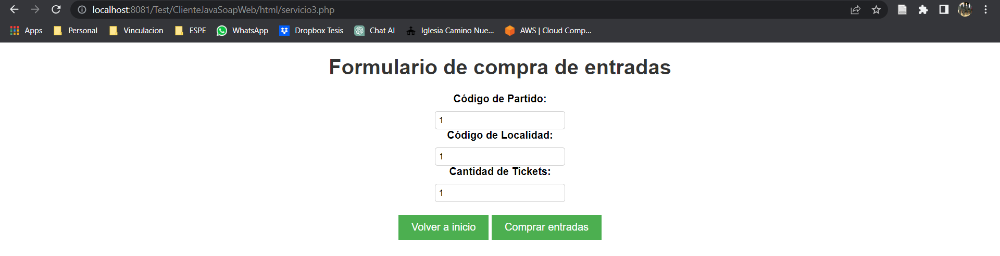 localhost:8081/Test/ClienteJavaSoapWeb/html/servicio3.php
Apps Personal Vinculacion ESPE WhatsApp Dropbox Tesis Chat AI Iglesia Camino Nue... AWS | Cloud Comp...
Formulario de compra de entradas
Código de Partido:
1
Código de Localidad:
1
Cantidad de Tickets:
1
Volver a inicio Comprar entradas